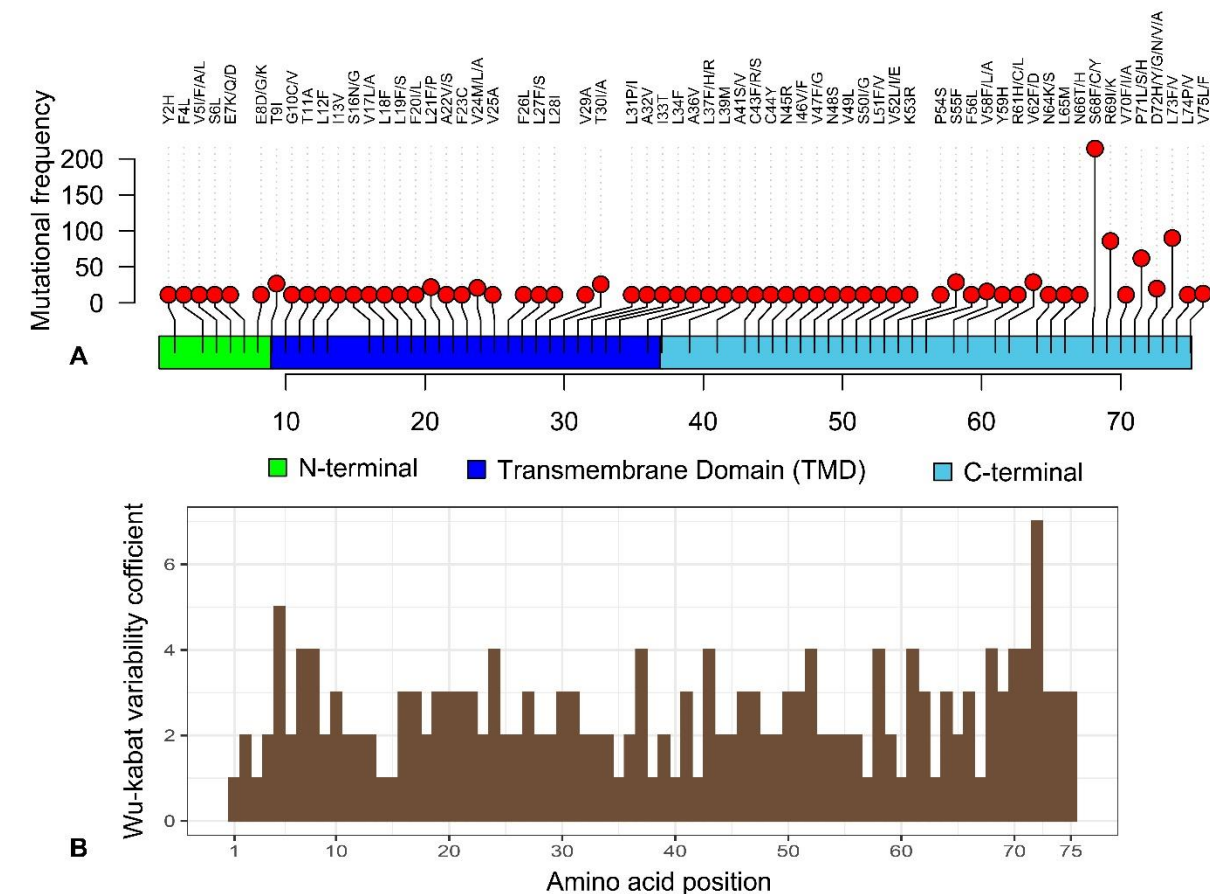 Y2H
F4L
V5I/F/A/L
S6L
E7K/Q/D
E8D/G/K
T9I
G10C/V
T11A
L12F
I13V
S16N/G
V17L/A
L18F
L19F/S
F20I/L
L21F/P
A22V/S
F23C
V24M/L/A
V25A
F26L
L27F/S
L28I
V29A
T30I/A
L31P/I
A32V
I33T
L34F
A36V
L37F/H/R
L39M
A41S/V
C43F/R/S
C44Y
N45R
I46V/F
V47F/G
N48S
V49L
S50I/G
L51F/V
V52L/I/E
K53R
P54S
S55F
F56L
V58F/L/A
Y59H
R61H/C/L
V62F/D
N64K/S
L65M
N66T/H
S68F/C/Y
R69I/K
V70F/I/A
P71L/S/H
D72H/Y/G/N/V/A
L73F/V
L74P/V
V75L/F
Mutational frequency
200
150
100
50
0
A
10 20 30 40 50 60 70
N-terminal Transmembrane Domain (TMD) C-terminal
Wu-kabat variability cofficient
6
4
2
0
B
1 10 20 30 40 50 60 70 75
Amino acid position